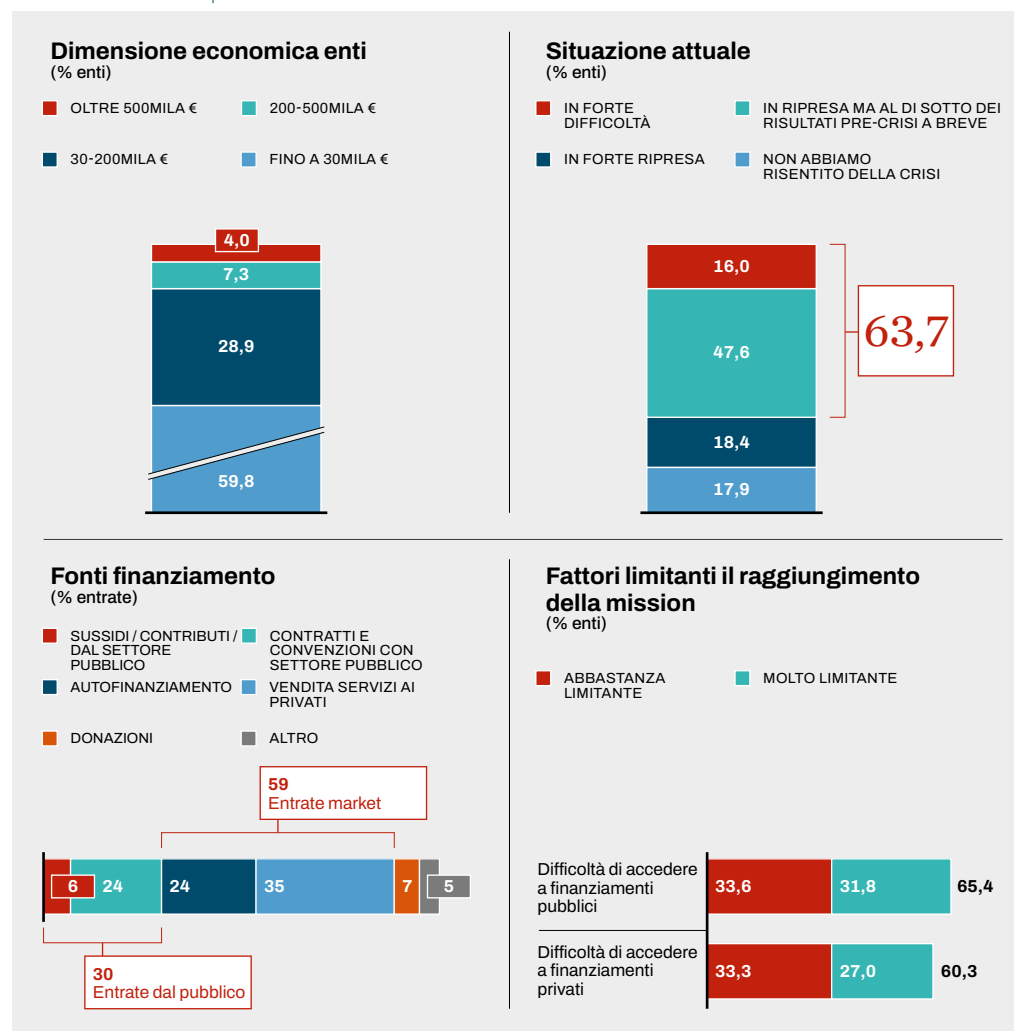 Dimensione economica enti
(% enti)
OLTRE 500MILA €
200-500MILA €
30-200MILA €
FINO A 30MILA €
4,0
7,3
28,9
59,8
Situazione attuale
(% enti)
IN FORTE
DIFFICOLTÀ
IN RIPRESA MA AL DI SOTTO DEI
RISULTATI PRE-CRISI A BREVE
IN FORTE RIPRESA
NON ABBIAMO
RISENTITO DELLA CRISI
16,0
47,6
63,7
18,4
17,9
Fonti finanziamento
(% entrate)
SUSSIDI / CONTRIBUTI /
DAL SETTORE
PUBBLICO
CONTRATTI E
CONVENZIONI CON
SETTORE PUBBLICO
AUTOFINANZIAMENTO
VENDITA SERVIZI AI
PRIVATI
DONAZIONI
ALTRO
59
Entrate market
6
24
24
35
7
5
30
Entrate dal pubblico
Fattori limitanti il raggiungimento
della mission
(% enti)
ABBASTANZA
LIMITANTE
MOLTO LIMITANTE
Difficoltà di accedere
a finanziamenti
pubblici
33,6
31,8
65,4
Difficoltà di accedere
a finanziamenti
privati
33,3
27,0
60,3